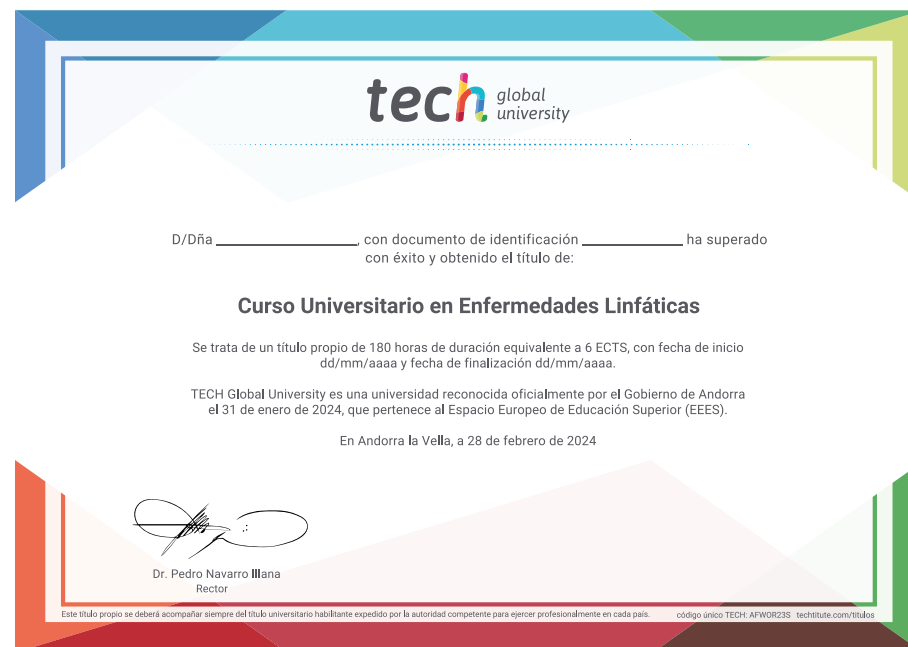 tech global
university
D/Dña ____________________, con documento de identificación ______________ ha superado
con éxito y obtenido el título de:
Curso Universitario en Enfermedades Linfáticas
Se trata de un título propio de 180 horas de duración equivalente a 6 ECTS, con fecha de inicio
dd/mm/aaaa y fecha de finalización dd/mm/aaaa.
TECH Global University es una universidad reconocida oficialmente por el Gobierno de Andorra
el 31 de enero de 2024, que pertenece al Espacio Europeo de Educación Superior (EEES).
En Andorra la Vella, a 28 de febrero de 2024
Dr. Pedro Navarro Illana
Rector
Este título propio se deberá acompañar siempre del título universitario habilitante expedido por la autoridad competente para ejercer profesionalmente en cada país. código único TECH: AFWOR23S techtitute.com/titulos